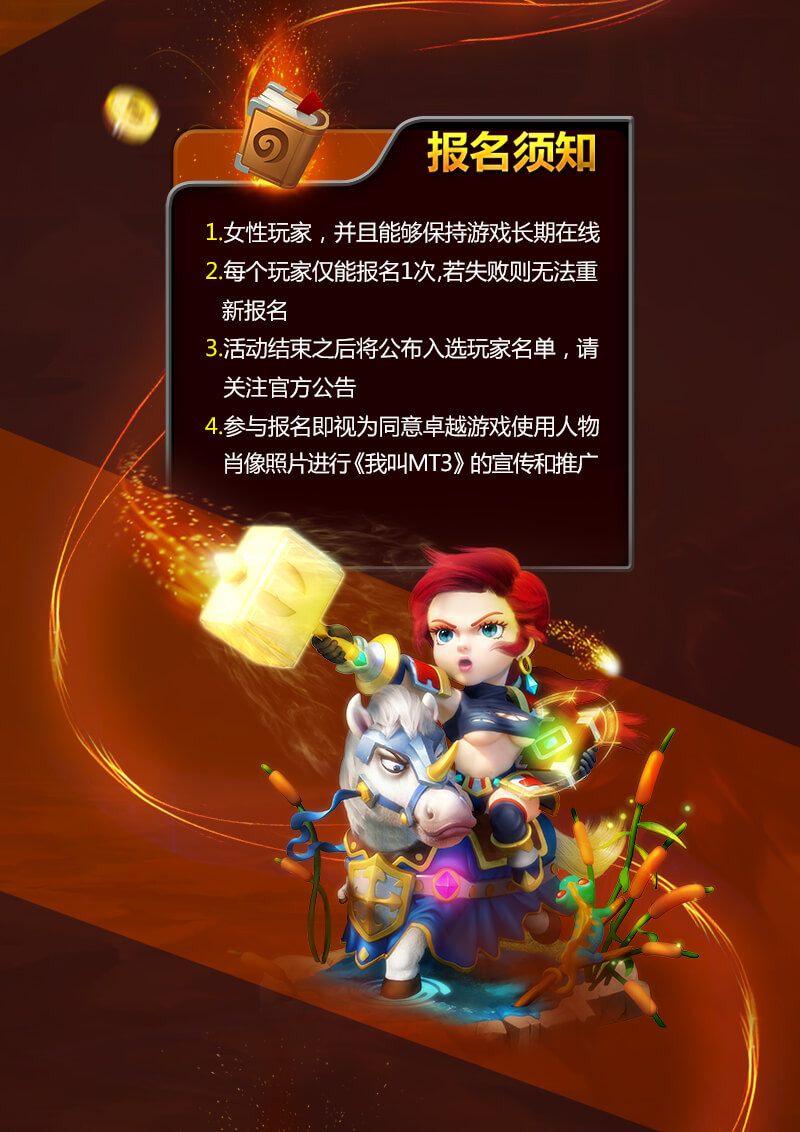 报名须知
1.女性玩家，并且能够保持游戏长期在线
2.每个玩家仅能报名1次,若失败则无法重
新报名
3.活动结束之后将公布入选玩家名单，请
关注官方公告
4.参与报名即视为同意卓越游戏使用人物
肖像照片进行《我叫MT3》的宣传和推广